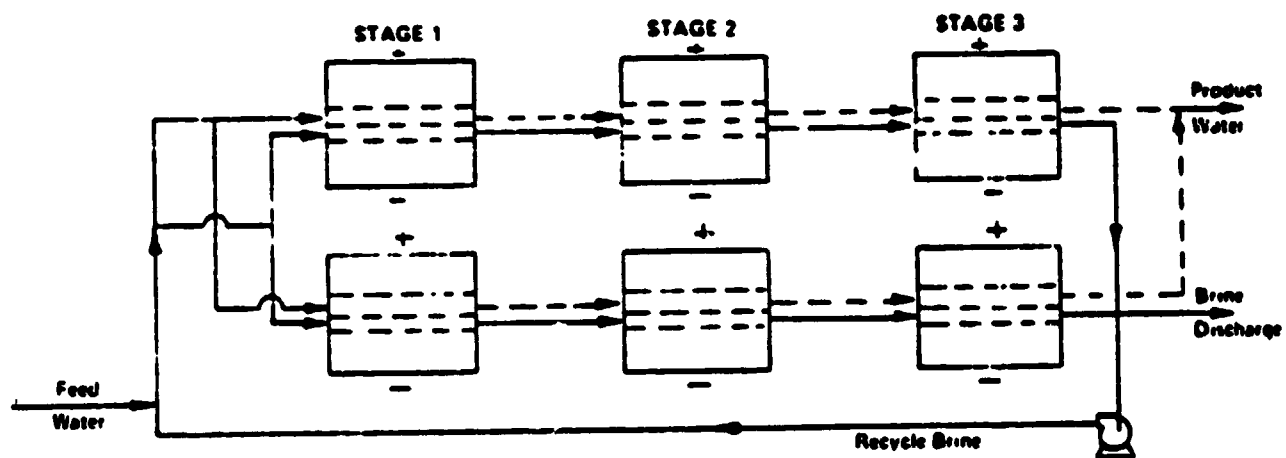 STAGE 1
STAGE 2
STAGE 3
+
+
+
Product
Water
-
-
-
+
+
+
Brine
Discharge
-
-
-
Feed
Water
Recycle Brine